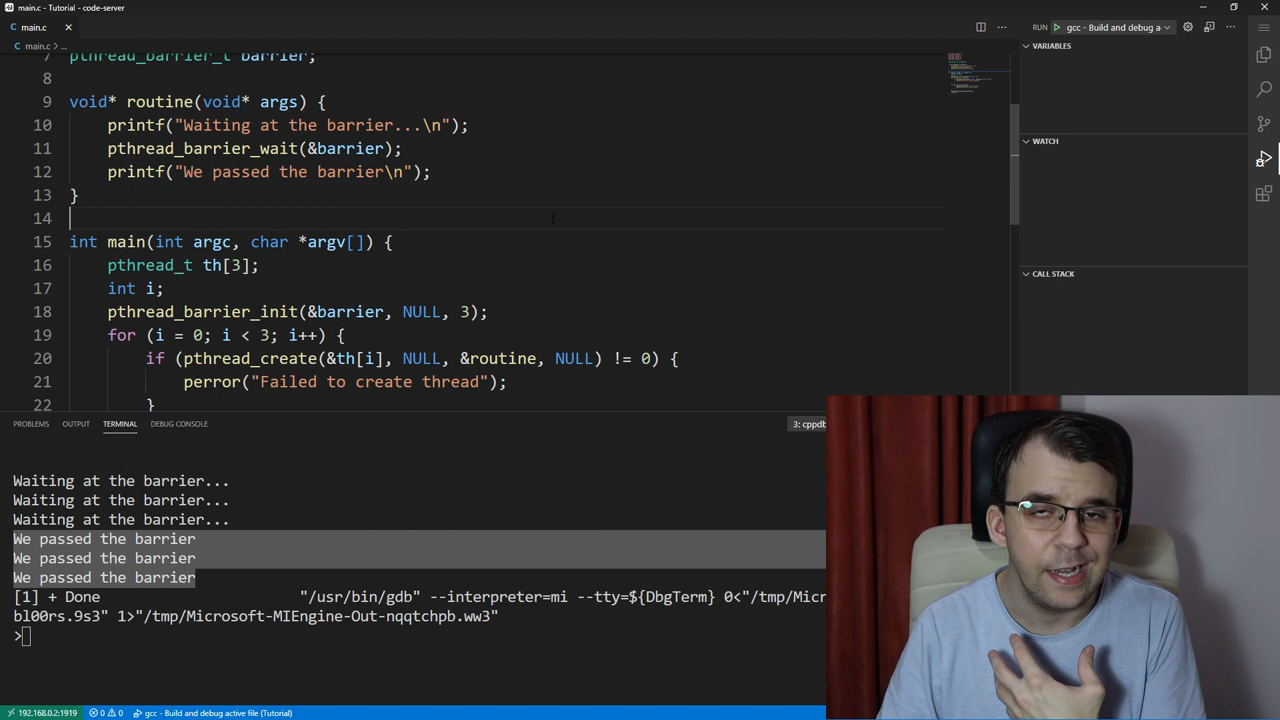 main.c - Tutorial - code-server
main.c
RUN gcc - Build and debug a
main.c > ...
VARIABLES
7 pthread_barrier_t barrier;
8
9 void* routine(void* args) {
10 printf("Waiting at the barrier...\n");
11 pthread_barrier_wait(&barrier);
12 printf("We passed the barrier\n");
13 }
14
15 int main(int argc, char *argv[]) {
16 pthread_t th[3];
17 int i;
18 pthread_barrier_init(&barrier, NULL, 3);
19 for (i = 0; i < 3; i++) {
20 if (pthread_create(&th[i], NULL, &routine, NULL) != 0) {
21 perror("Failed to create thread");
22 }
WATCH
CALL STACK
PROBLEMS OUTPUT TERMINAL DEBUG CONSOLE 3: cppdb
Waiting at the barrier...
Waiting at the barrier...
Waiting at the barrier...
We passed the barrier
We passed the barrier
We passed the barrier
[1] + Done "/usr/bin/gdb" --interpreter=mi --tty=${DbgTerm} 0<"/tmp/Micr
bl00rs.9s3" 1>"/tmp/Microsoft-MIEngine-Out-nqqtchpb.ww3"
>
192.168.0.2:1919 0 0 gcc - Build and debug active file (Tutorial)